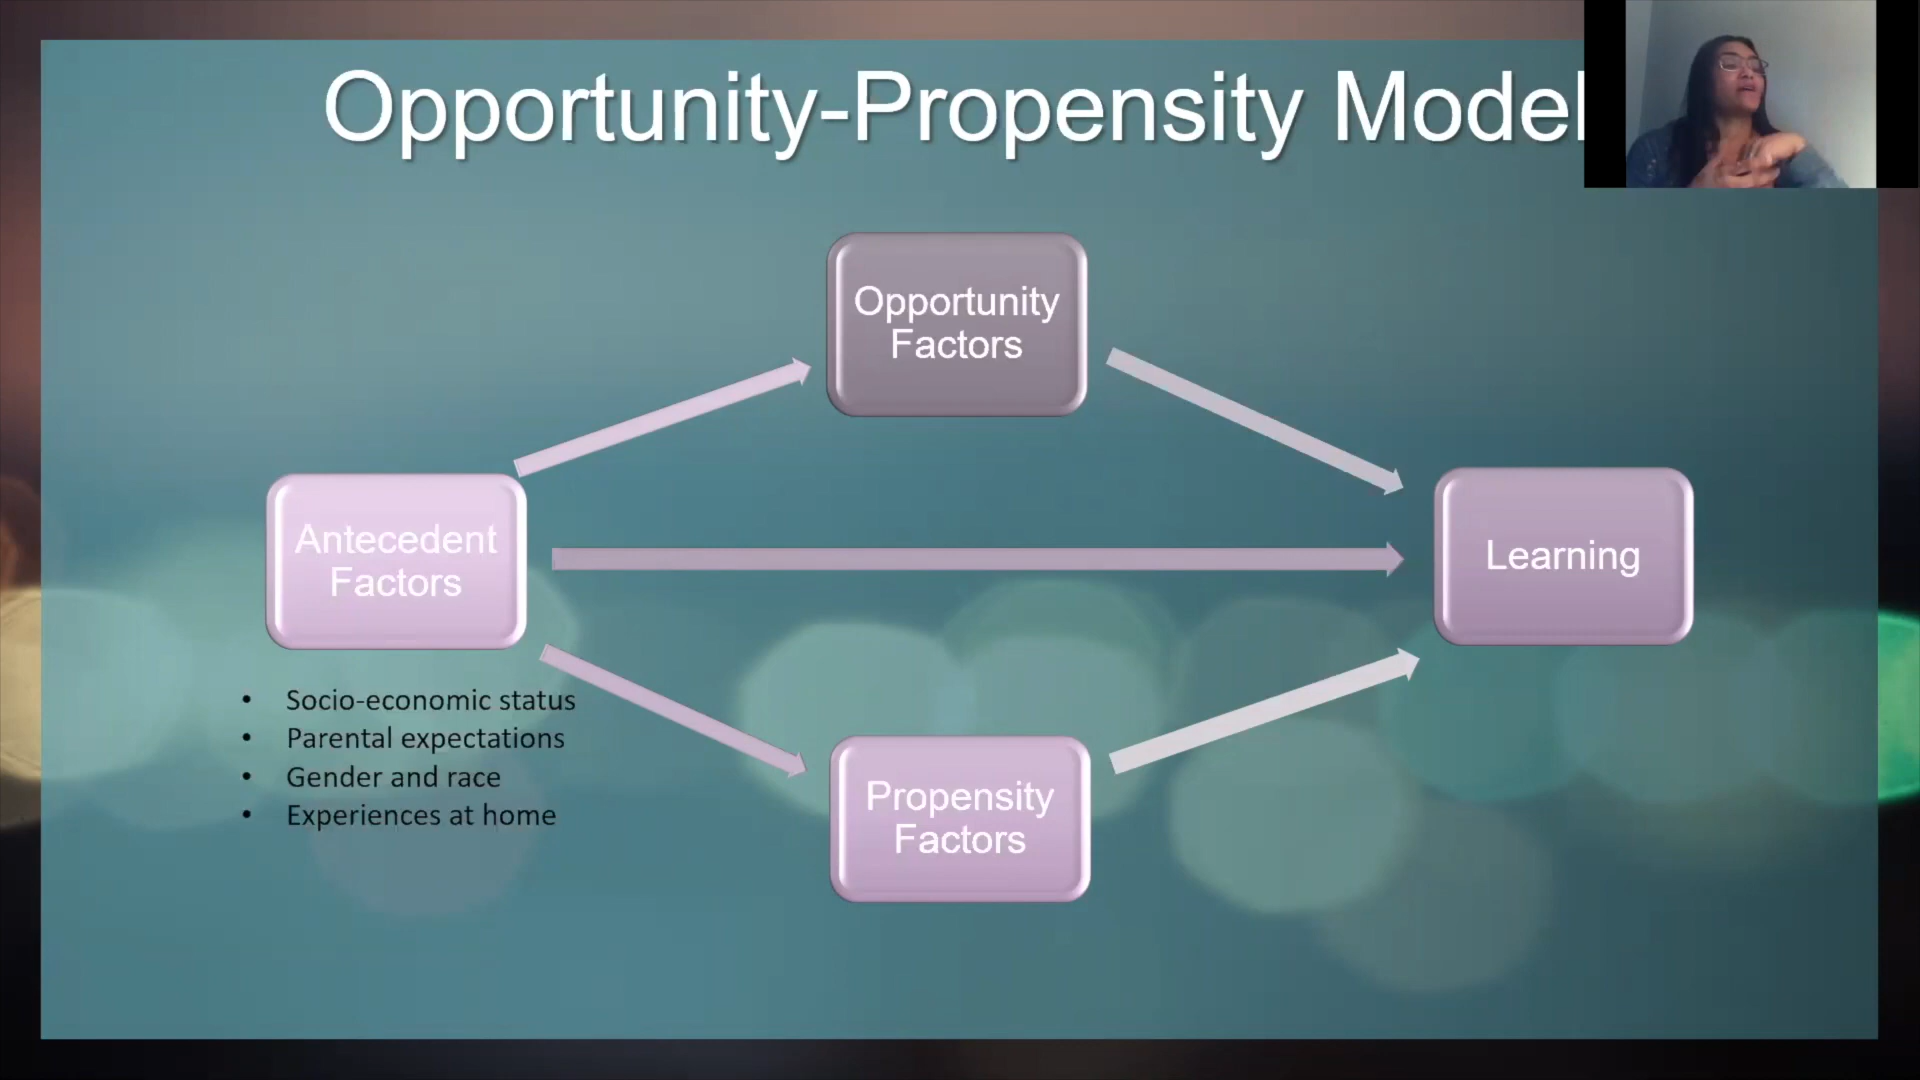 Opportunity-Propensity Model
Opportunity
Factors
Antecedent
Factors
Learning
• Socio-economic status
• Parental expectations
• Gender and race
• Experiences at home
Propensity
Factors